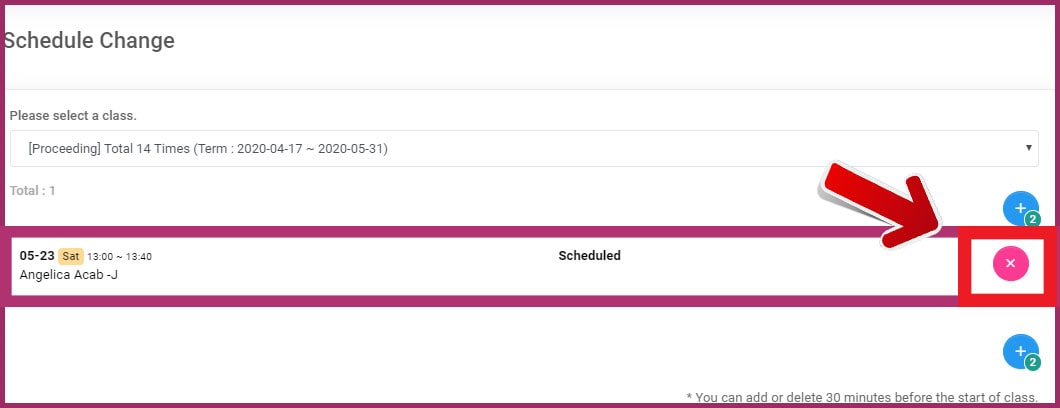 Schedule Change
Please select a class.
[Proceeding] Total 14 Times (Term : 2020-04-17 ~ 2020-05-31)
Total : 1
+ 2
05-23 Sat 13:00 ~ 13:40 Scheduled ×
Angelica Acab -J
+ 2
* You can add or delete 30 minutes before the start of class.